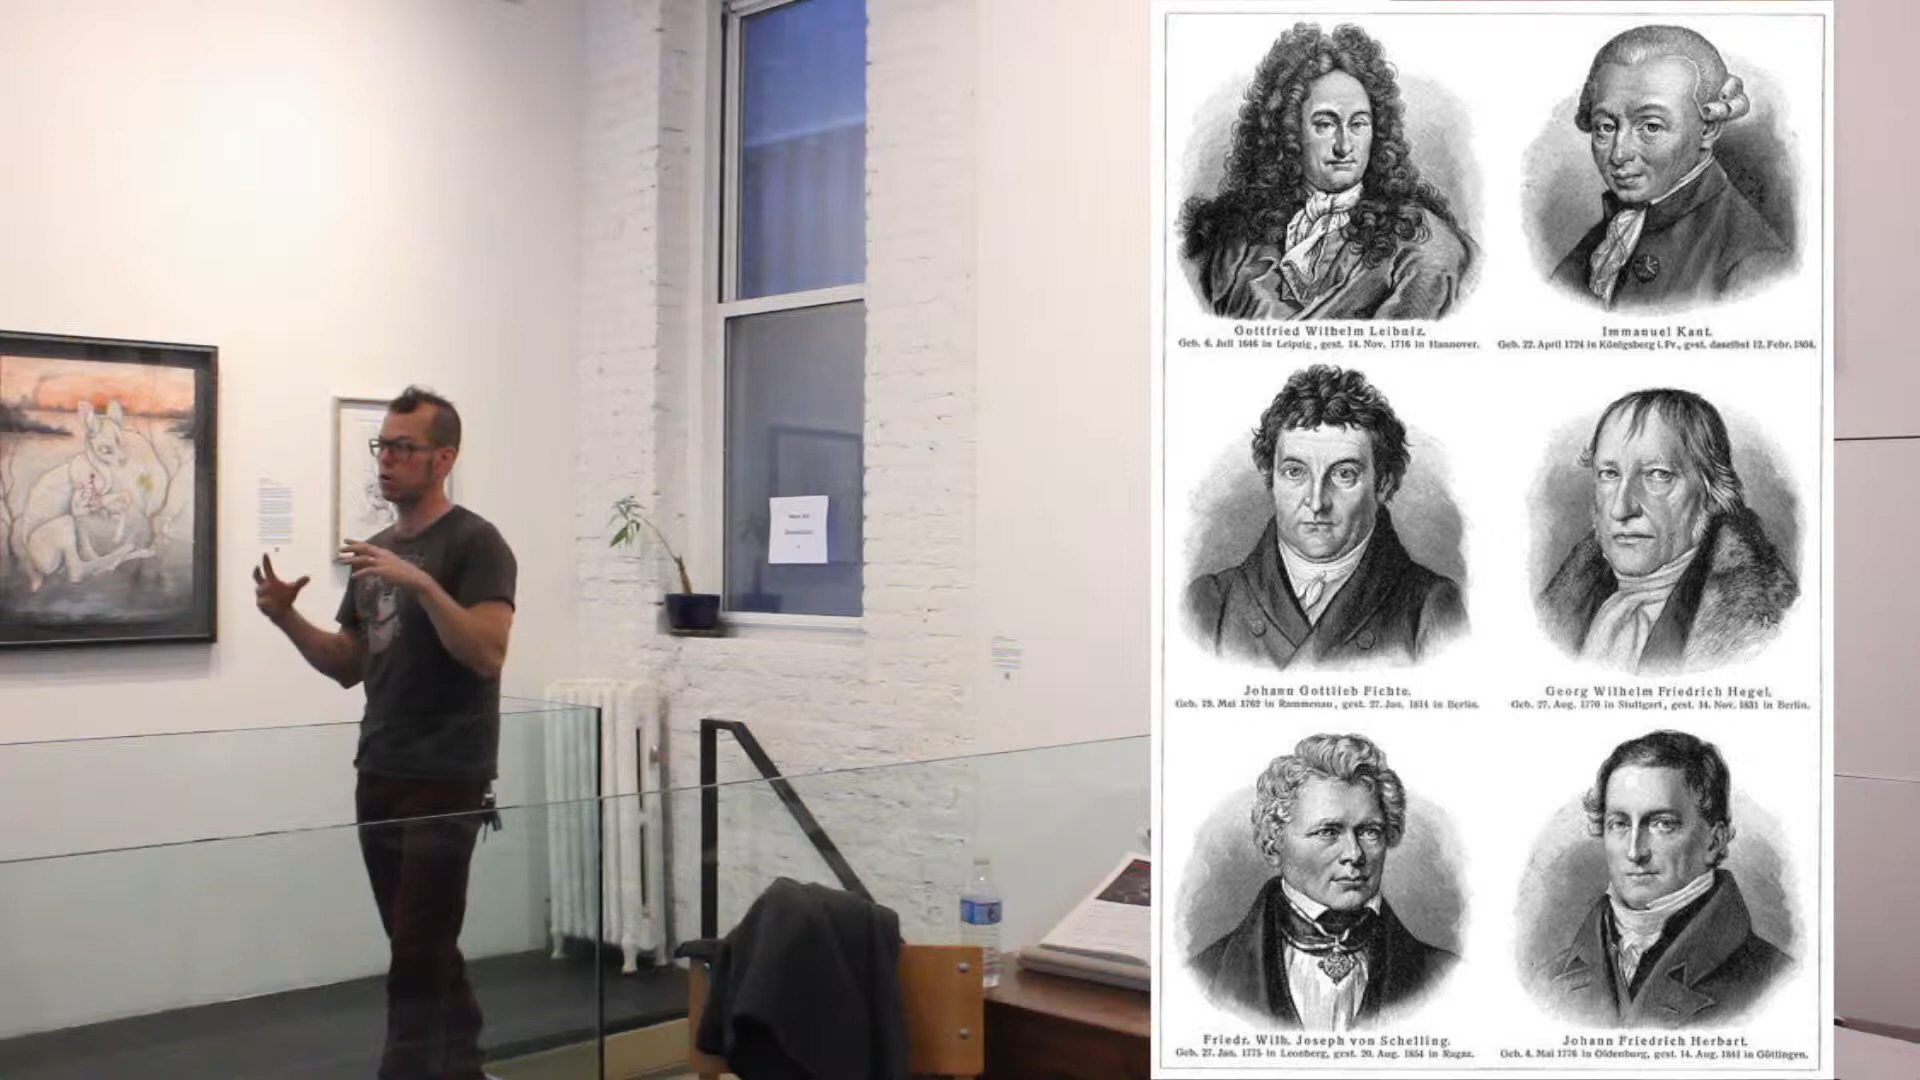 Gottfried Wilhelm Leibniz.
Geb. 6. Juli 1646 in Leipzig, gest. 14. Nov. 1716 in Hannover.
Immanuel Kant.
Geb. 22. April 1724 in Königsberg i. Pr., gest. daselbst 12. Febr. 1804.
Johann Gottlieb Fichte.
Geb. 19. Mai 1762 in Rammenau, gest. 27. Jan. 1814 in Berlin.
Georg Wilhelm Friedrich Hegel.
Geb. 27. Aug. 1770 in Stuttgart, gest. 14. Nov. 1831 in Berlin.
Friedr. Wilh. Joseph von Schelling.
Geb. 27. Jan. 1775 in Leonberg, gest. 20. Aug. 1854 in Ragaz.
Johann Friedrich Herbart.
Geb. 4. Mai 1776 in Oldenburg, gest. 14. Aug. 1841 in Göttingen.